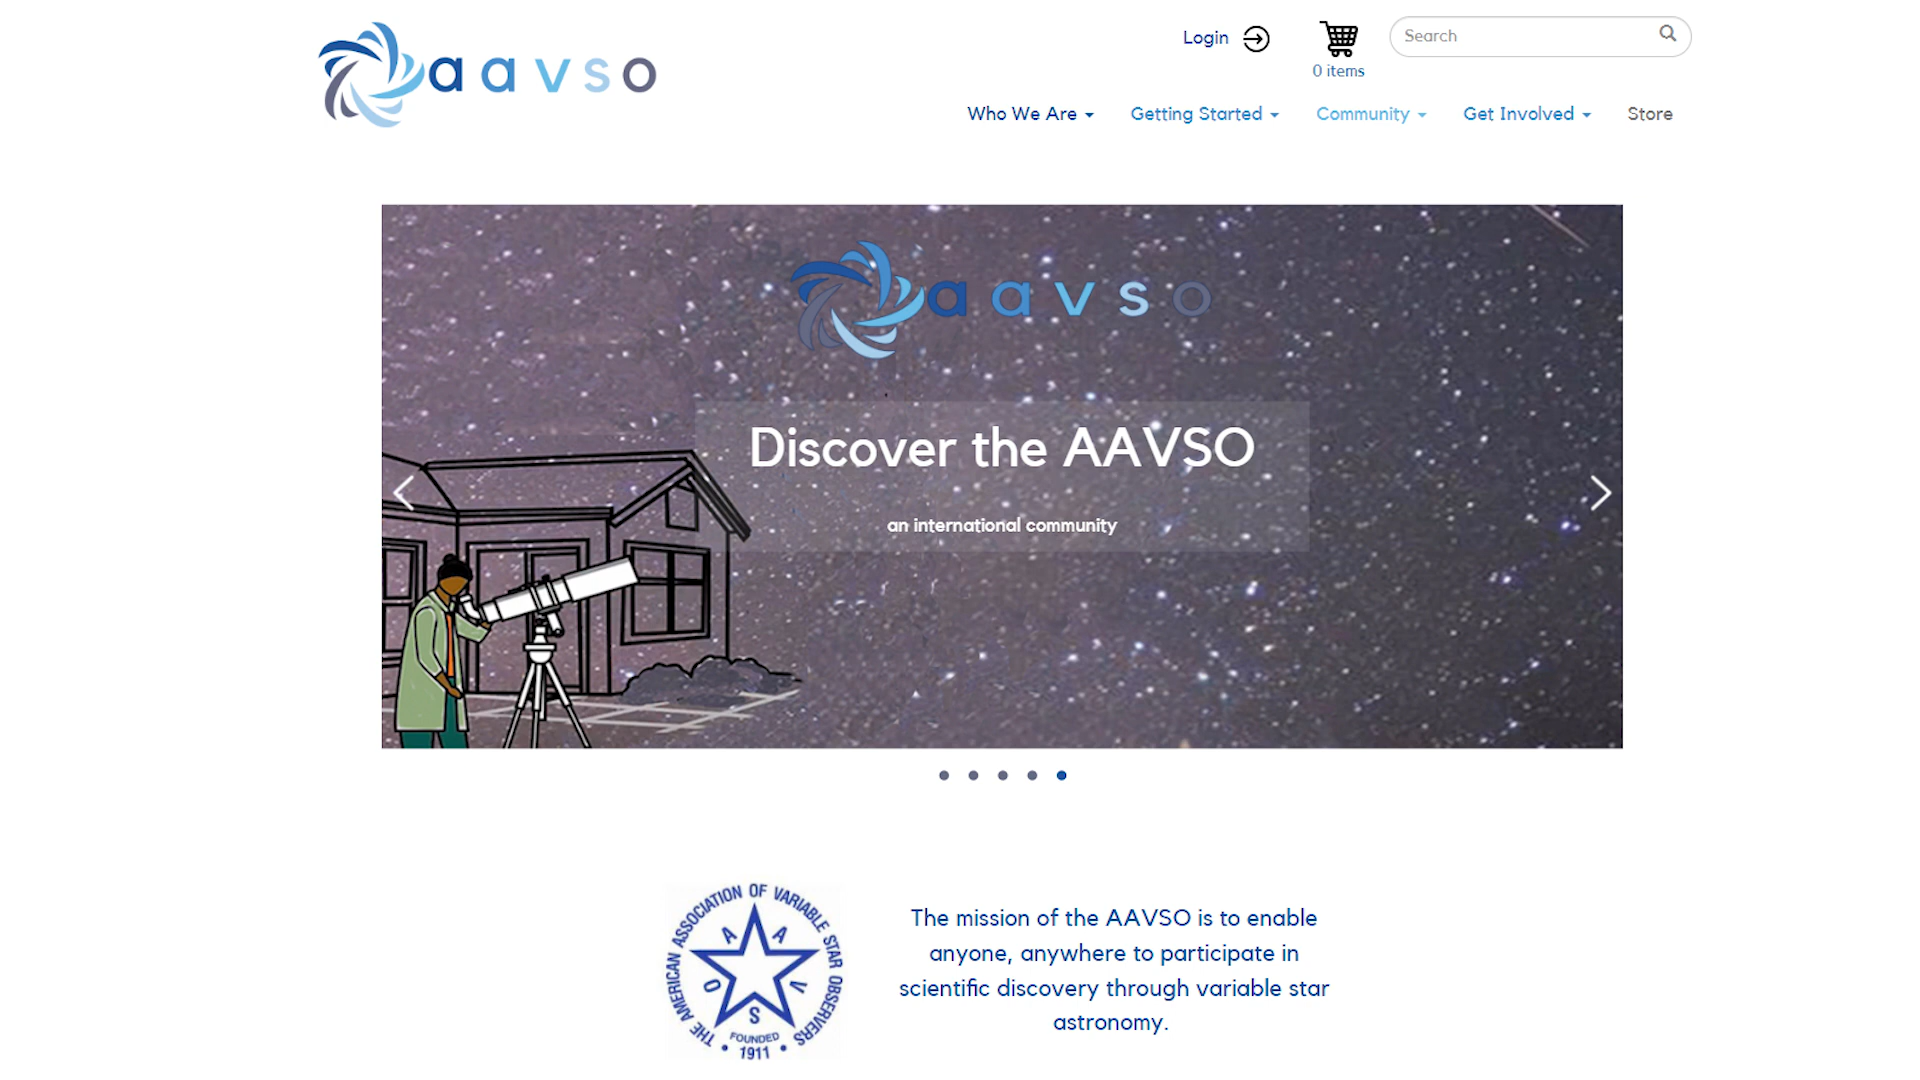 aavso
Login
0 items
Search
Who We Are
Getting Started
Community
Get Involved
Store
aavso
Discover the AAVSO
an international community
THE AMERICAN ASSOCIATION OF VARIABLE STAR OBSERVERS
A A V S O
FOUNDED
• 1911 •
The mission of the AAVSO is to enable
anyone, anywhere to participate in
scientific discovery through variable star
astronomy.